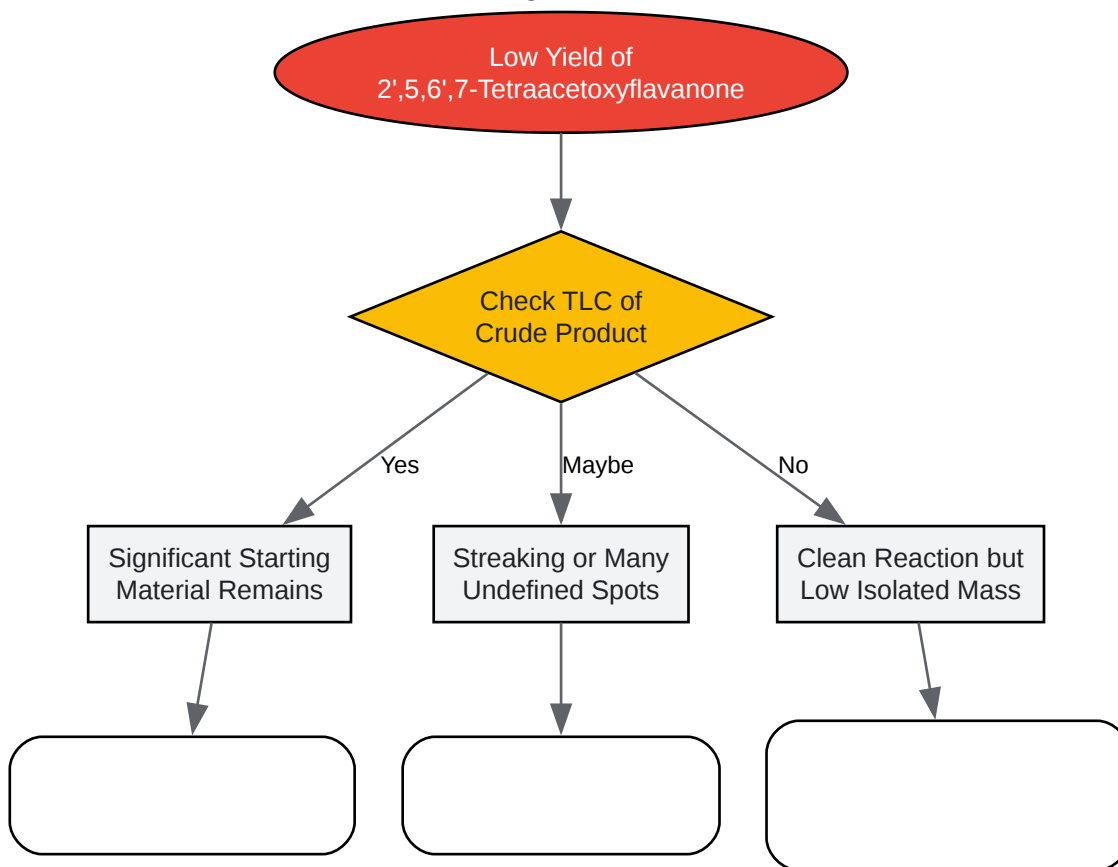 Low Yield of
2',5,6',7-Tetraacetoxyflavanone
Check TLC of
Crude Product
Yes
Maybe
No
Significant Starting
Material Remains
Streaking or Many
Undefined Spots
Clean Reaction but
Low Isolated Mass